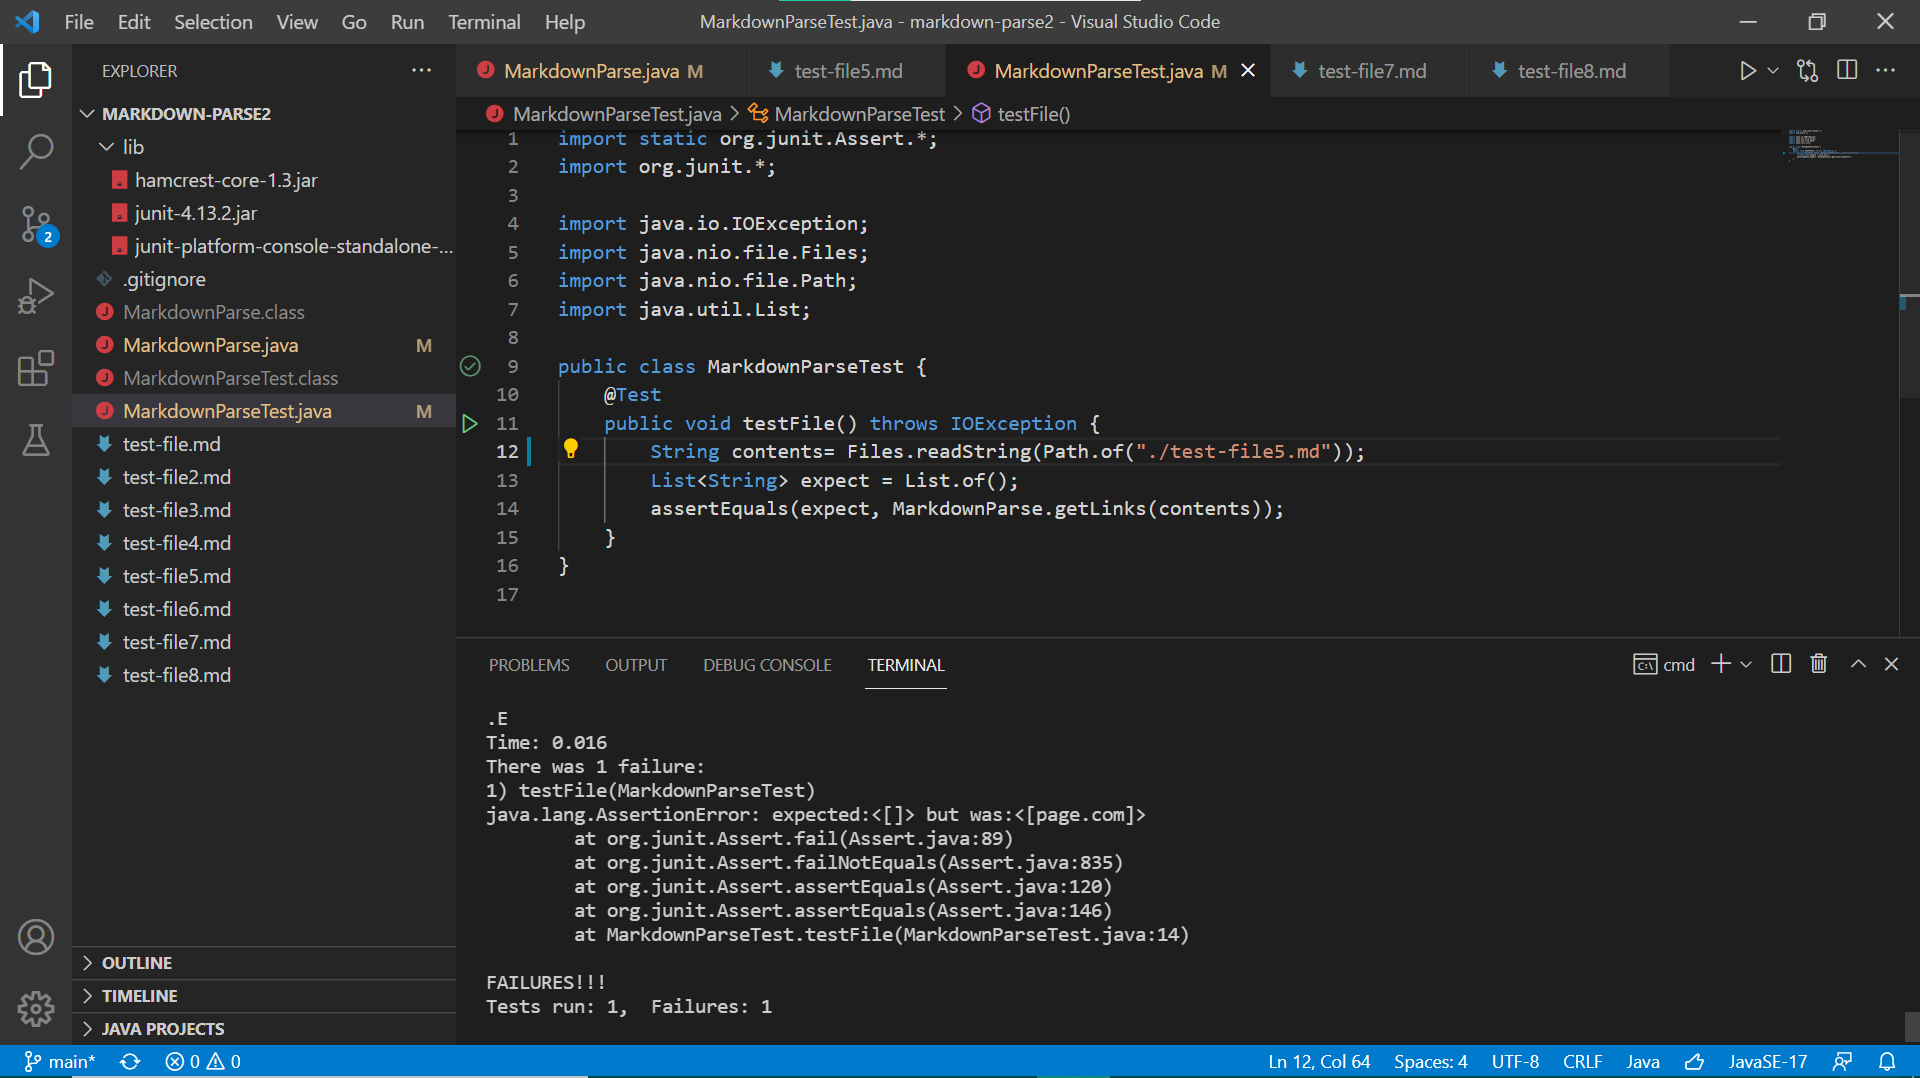 File Edit Selection View Go Run Terminal Help
MarkdownParseTest.java - markdown-parse2 - Visual Studio Code
EXPLORER
MARKDOWN-PARSE2
lib
hamcrest-core-1.3.jar
junit-4.13.2.jar
junit-platform-console-standalone-...
.gitignore
MarkdownParse.class
MarkdownParse.java M
MarkdownParseTest.class
MarkdownParseTest.java M
test-file.md
test-file2.md
test-file3.md
test-file4.md
test-file5.md
test-file6.md
test-file7.md
test-file8.md
OUTLINE
TIMELINE
JAVA PROJECTS
2
MarkdownParse.java M test-file5.md MarkdownParseTest.java M test-file7.md test-file8.md
MarkdownParseTest.java > MarkdownParseTest > testFile()
1 import static org.junit.Assert.*;
2 import org.junit.*;
3
4 import java.io.IOException;
5 import java.nio.file.Files;
6 import java.nio.file.Path;
7 import java.util.List;
8
9 public class MarkdownParseTest {
10 @Test
11 public void testFile() throws IOException {
12 String contents= Files.readString(Path.of("./test-file5.md"));
13 List<String> expect = List.of();
14 assertEquals(expect, MarkdownParse.getLinks(contents));
15 }
16 }
17
PROBLEMS OUTPUT DEBUG CONSOLE TERMINAL
cmd
.E
Time: 0.016
There was 1 failure:
1) testFile(MarkdownParseTest)
java.lang.AssertionError: expected:<[]> but was:<[page.com]>
at org.junit.Assert.fail(Assert.java:89)
at org.junit.Assert.failNotEquals(Assert.java:835)
at org.junit.Assert.assertEquals(Assert.java:120)
at org.junit.Assert.assertEquals(Assert.java:146)
at MarkdownParseTest.testFile(MarkdownParseTest.java:14)
FAILURES!!!
Tests run: 1, Failures: 1
main* 0 0 Ln 12, Col 64 Spaces: 4 UTF-8 CRLF Java JavaSE-17